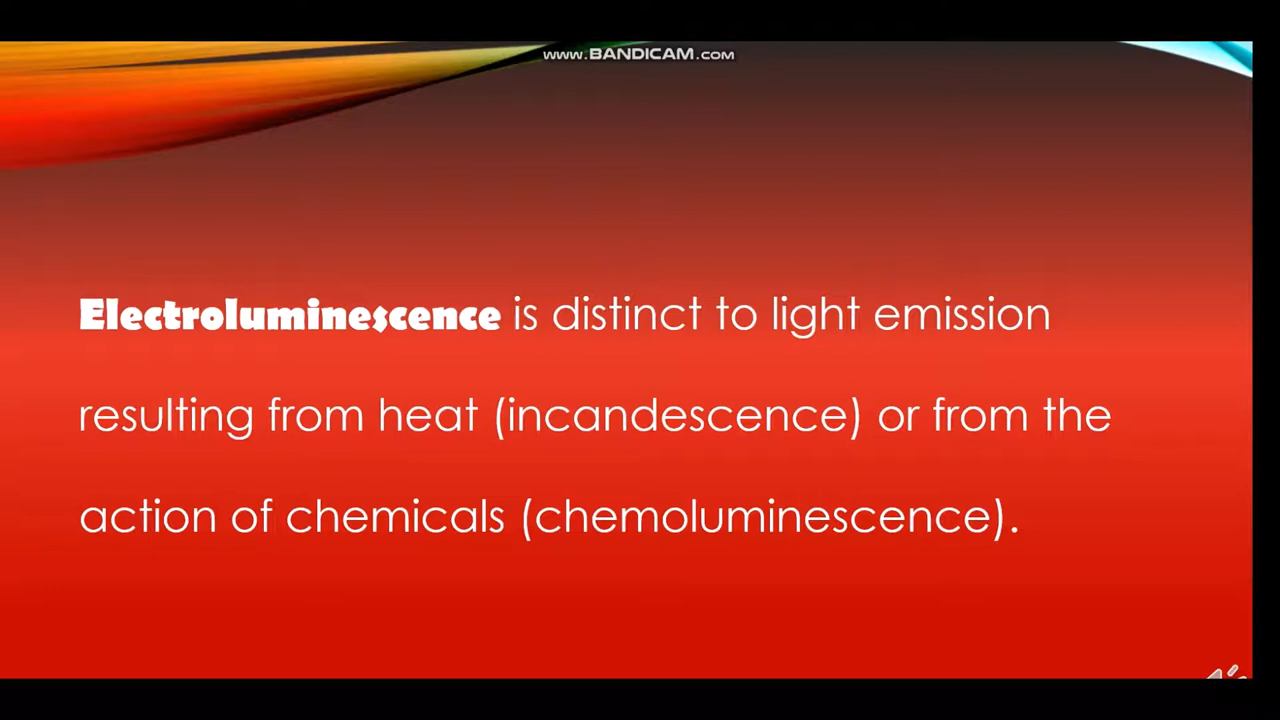 www.BANDICAM.com
Electroluminescence is distinct to light emission
resulting from heat (incandescence) or from the
action of chemicals (chemoluminescence).